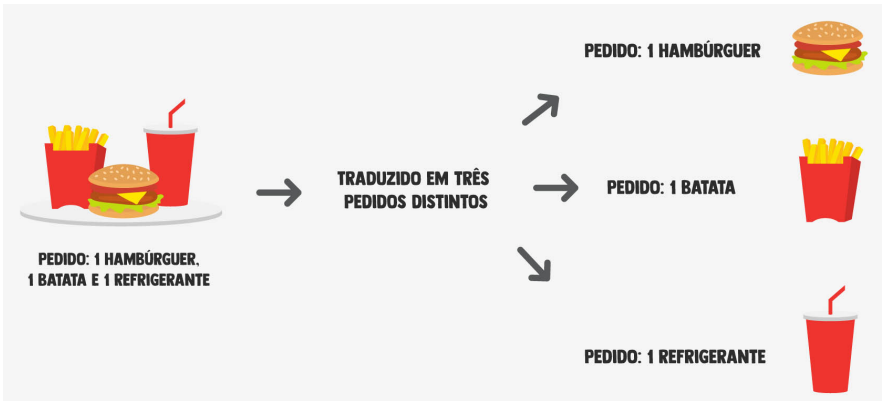 PEDIDO: 1 HAMBÚRGUER,
1 BATATA E 1 REFRIGERANTE
TRADUZIDO EM TRÊS
PEDIDOS DISTINTOS
PEDIDO: 1 HAMBÚRGUER
PEDIDO: 1 BATATA
PEDIDO: 1 REFRIGERANTE